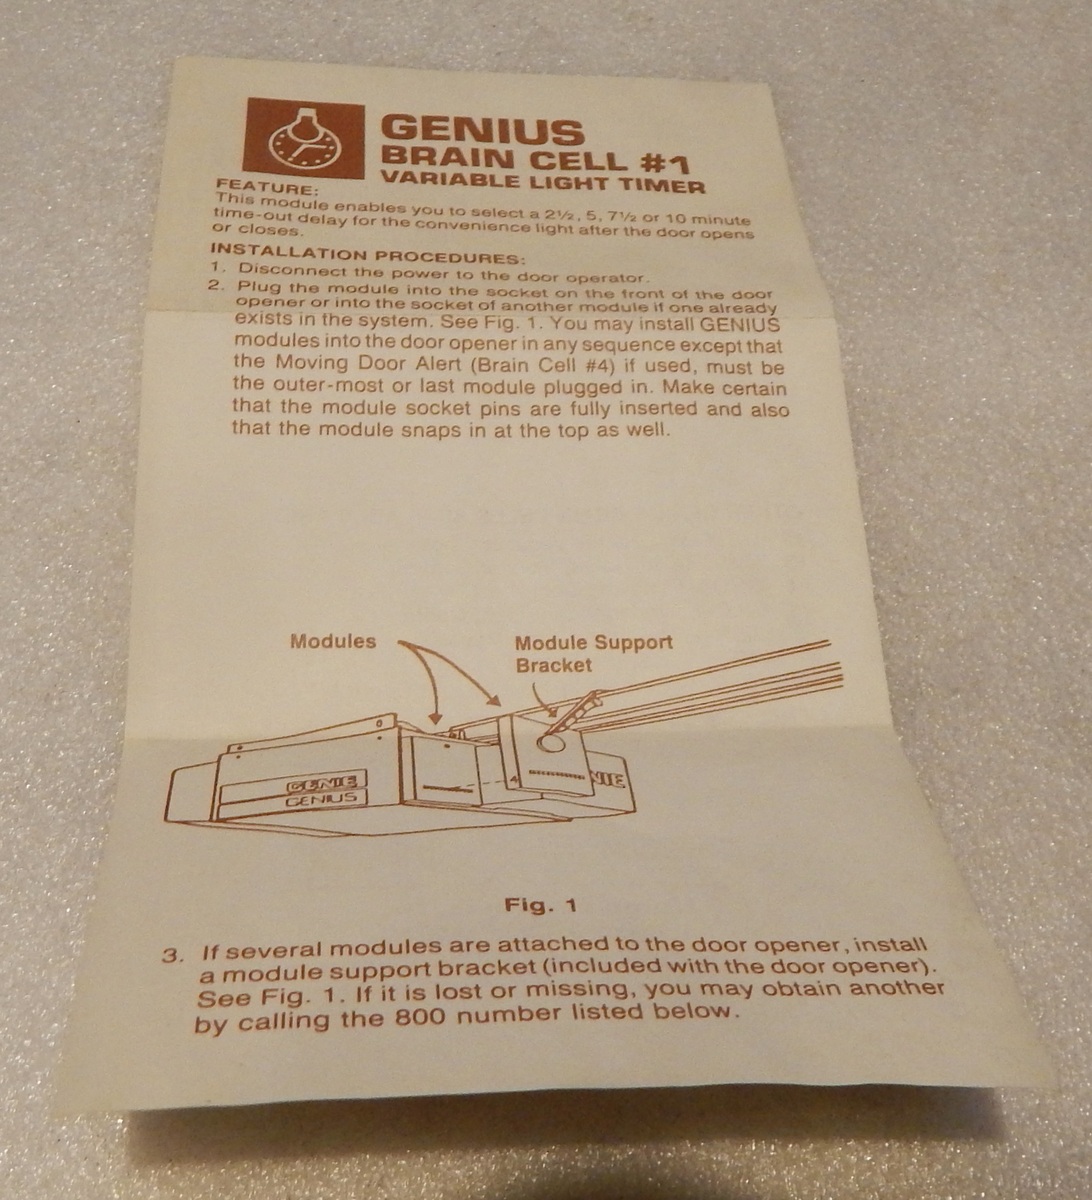 GENIUS
BRAIN CELL #1
VARIABLE LIGHT TIMER
FEATURE:
This module enables you to select a 2½, 5, 7½ or 10 minute
time-out delay for the convenience light after the door opens
or closes.
INSTALLATION PROCEDURES:
1. Disconnect the power to the door operator.
2. Plug the module into the socket on the front of the door
opener or into the socket of another module if one already
exists in the system. See Fig. 1. You may install GENIUS
modules into the door opener in any sequence except that
the Moving Door Alert (Brain Cell #4) if used, must be
the outer-most or last module plugged in. Make certain
that the module socket pins are fully inserted and also
that the module snaps in at the top as well.
Modules
Module Support
Bracket
GENIE
GENIUS
4
NIE
Fig. 1
3. If several modules are attached to the door opener, install
a module support bracket (included with the door opener).
See Fig. 1. If it is lost or missing, you may obtain another
by calling the 800 number listed below.